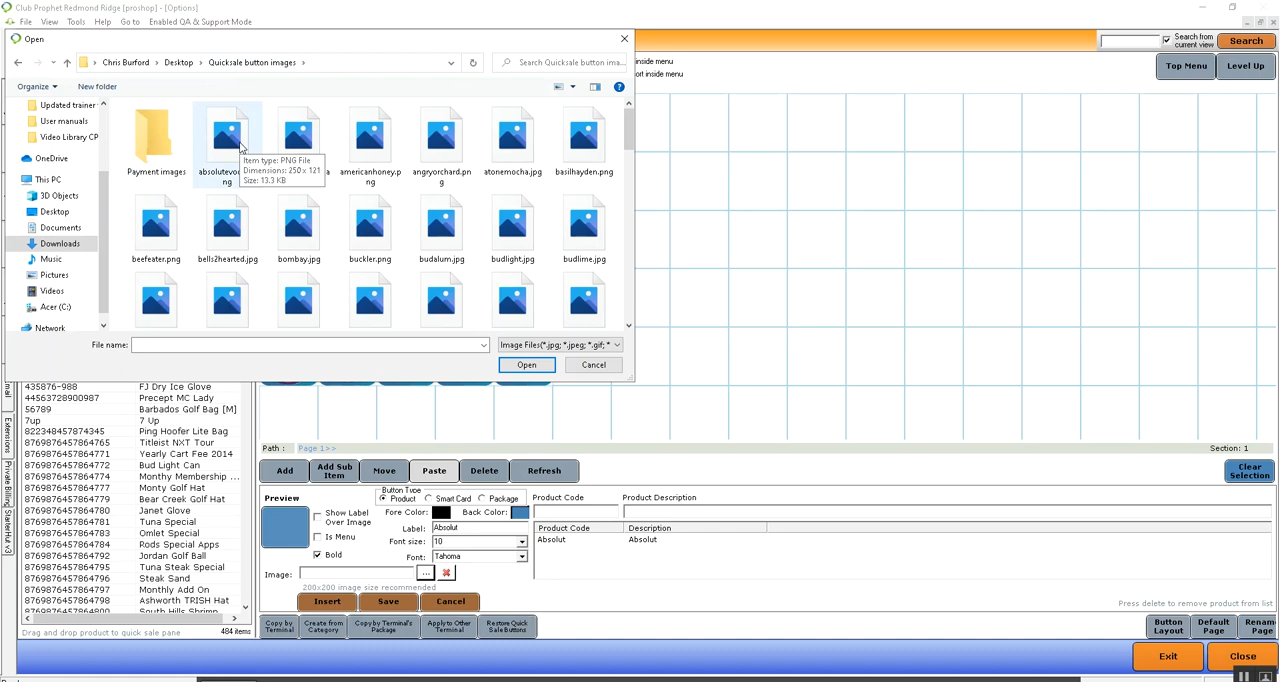 Club Prophet Redmond Ridge [proshop] - [Options]
File View Tools Go to Enabled QA & Support Mode
Open
Search from
current view
Search
Chris Burford > Desktop > Quicksale button images >
Search Quicksale button ima...
inside menu
ort inside menu
Top Menu Level Up
Organize New folder
Updated trainer
User manuals
Video Library CP
OneDrive
This PC
3D Objects
Desktop
Documents
Downloads
Music
Pictures
Videos
Acer (C:)
Network
Payment images
absolutevo
ng
americanhoney.p
ng
angryorchard.pn
g
atonemocha.jpg
basilhayden.png
Item type: PNG File
Dimensions: 250 x 121
Size: 13.3 KB
beefeater.png
bells2hearted.jpg
bombay.jpg
buckler.png
budalum.jpg
budlight.jpg
budlime.jpg
File name:
Image Files(*.jpg; *.jpeg; *.gif; *
Open Cancel
435876-988 FJ Dry Ice Glove
44563728900987 Precept MC Lady
56789 Barbados Golf Bag [M]
7up 7 Up
822348457874345 Ping Hoofer Lite Bag
8769876457864765 Titleist NXT Tour
8769876457864771 Yearly Cart Fee 2014
8769876457864772 Bud Light Can
8769876457864774 Monthy Membership ...
8769876457864777 Monty Golf Hat
8769876457864779 Bear Creek Golf Hat
8769876457864780 Janet Glove
8769876457864781 Tuna Special
8769876457864783 Omlet Special
8769876457864784 Rods Special Apps
8769876457864792 Jordan Golf Ball
8769876457864795 Tuna Steak Special
8769876457864796 Steak Sand
8769876457864797 Monthly Add On
8769876457864798 Ashworth TRISH Hat
8769876457864800 South Hills Shrimp
Drag and drop product to quick sale pane 484 items
Extensions
Private Billing
StarterHut v3
Path : Page 1>>
Section: 1
Add
Add Sub
Item
Move
Paste
Delete
Refresh
Clear
Selection
Preview
Button Type
Product Smart Card Package
Product Code
Product Description
Show Label
Over Image
Is Menu
Bold
Fore Color: Back Color:
Label: Absolut
Font size: 10
Font: Tahoma
Product Code Description
Absolut Absolut
Image: ...
200x200 image size recommended
Insert Save Cancel
Press delete to remove product from list
Copy by
Terminal
Create from
Category
Copy by Terminal's
Package
Apply to Other
Terminal
Restore Quick
Sale Buttons
Button
Layout
Default
Page
Renam
Page
Exit Close